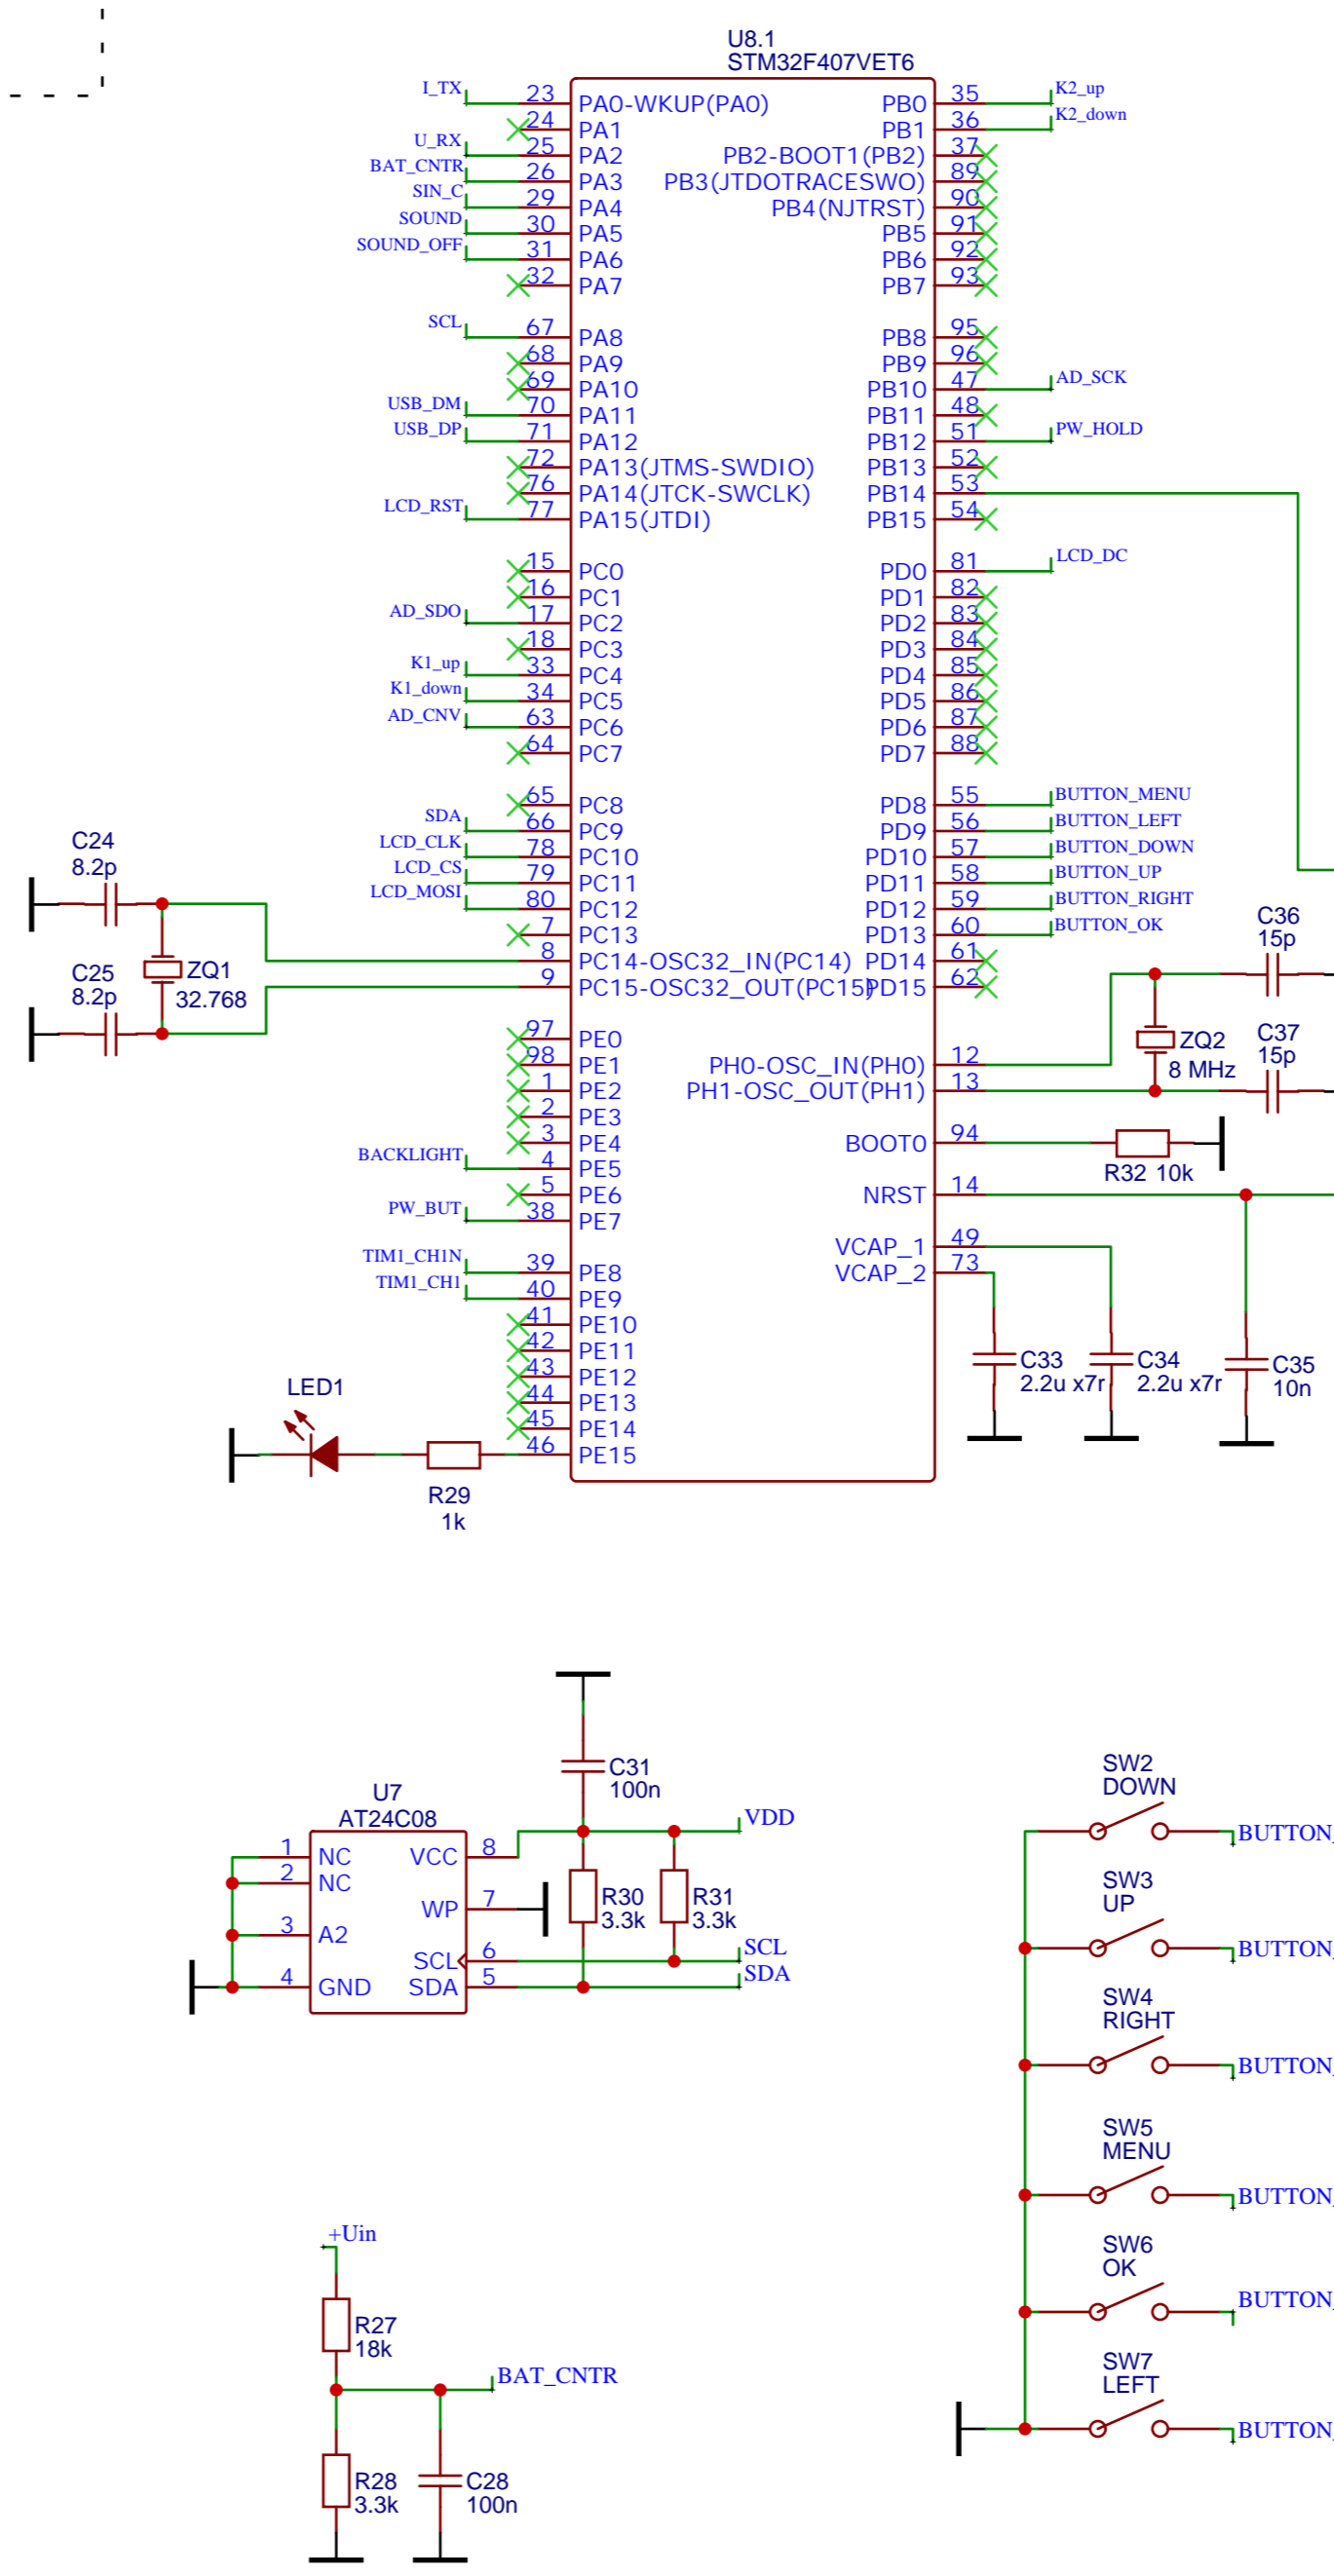 U8.1
STM32F407VET6
I_TX 23 PA0-WKUP(PA0)
24 PA1
U_RX 25 PA2
BAT_CNTR 26 PA3
SIN_C 29 PA4
SOUND 30 PA5
SOUND_OFF 31 PA6
32 PA7
SCL 67 PA8
68 PA9
69 PA10
USB_DM 70 PA11
USB_DP 71 PA12
72 PA13(JTMS-SWDIO)
76 PA14(JTCK-SWCLK)
LCD_RST 77 PA15(JTDI)
15 PC0
16 PC1
AD_SDO 17 PC2
18 PC3
K1_up 33 PC4
K1_down 34 PC5
AD_CNV 63 PC6
64 PC7
65 PC8
SDA 66 PC9
LCD_CLK 78 PC10
LCD_CS 79 PC11
LCD_MOSI 80 PC12
7 PC13
8 PC14-OSC32_IN(PC14)
9 PC15-OSC32_OUT(PC15)
97 PE0
98 PE1
1 PE2
2 PE3
3 PE4
BACKLIGHT 4 PE5
5 PE6
PW_BUT 38 PE7
TIM1_CH1N 39 PE8
TIM1_CH1 40 PE9
41 PE10
42 PE11
43 PE12
44 PE13
45 PE14
46 PE15
PB0 35 K2_up
PB1 36 K2_down
PB2-BOOT1(PB2) 37
PB3(JTDOTRACESWO) 89
PB4(NJTRST) 90
PB5 91
PB6 92
PB7 93
PB8 95
PB9 96
PB10 47 AD_SCK
PB11 48
PB12 51 PW_HOLD
PB13 52
PB14 53
PB15 54
PD0 81 LCD_DC
PD1 82
PD2 83
PD3 84
PD4 85
PD5 86
PD6 87
PD7 88
PD8 55 BUTTON_MENU
PD9 56 BUTTON_LEFT
PD10 57 BUTTON_DOWN
PD11 58 BUTTON_UP
PD12 59 BUTTON_RIGHT
PD13 60 BUTTON_OK
PD14 61
PD15 62
PH0-OSC_IN(PH0) 12
PH1-OSC_OUT(PH1) 13
BOOT0 94
NRST 14
VCAP_1 49
VCAP_2 73
C24
8.2p
ZQ1
32.768
C25
8.2p
C36
15p
ZQ2
8 MHz
C37
15p
R32 10k
C33
2.2u x7r
C34
2.2u x7r
C35
10n
LED1
R29
1k
U7
AT24C08
1 NC
2 NC
3 A2
4 GND
VCC 8
WP 7
SCL 6
SDA 5
C31
100n
VDD
R30
3.3k
R31
3.3k
SCL
SDA
SW2
DOWN
BUTTON_
SW3
UP
BUTTON_
SW4
RIGHT
BUTTON_
SW5
MENU
BUTTON_
SW6
OK
BUTTON_
SW7
LEFT
BUTTON_
+Uin
R27
18k
BAT_CNTR
R28
3.3k
C28
100n